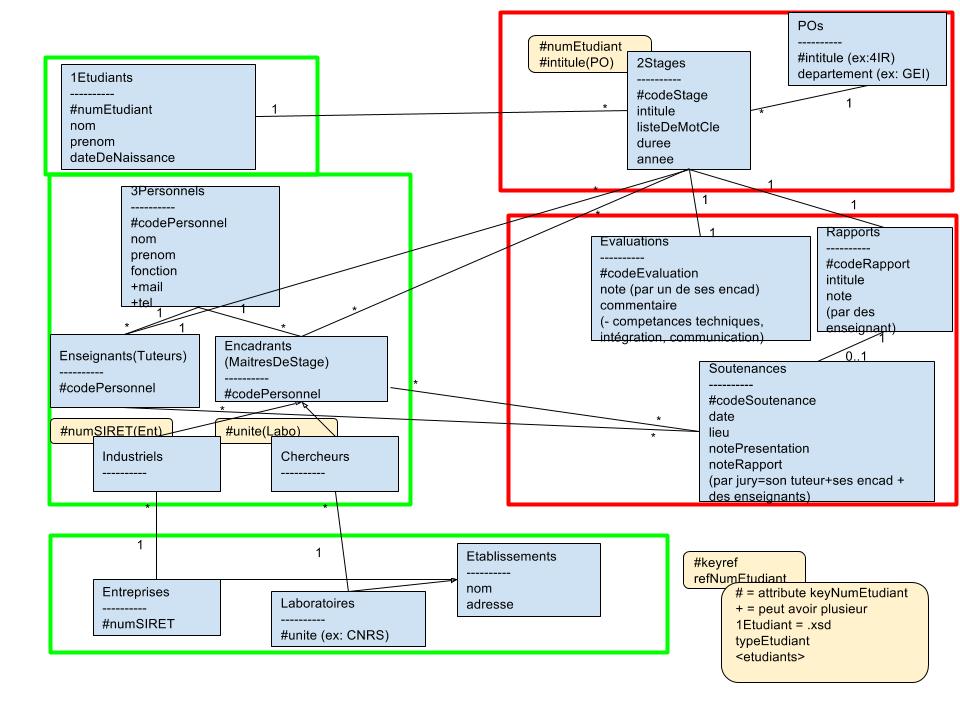 POs
----------
#intitule (ex:4IR)
departement (ex: GEI)
#numEtudiant
#intitule(PO)
2Stages
----------
#codeStage
intitule
listeDeMotCle
duree
annee
1Etudiants
----------
#numEtudiant
nom
prenom
dateDeNaissance
1
*
*
1
3Personnels
----------
#codePersonnel
nom
prenom
fonction
+mail
+tel
*
*
1
1
1
1
Evaluations
----------
#codeEvaluation
note (par un de ses encad)
commentaire
(- competances techniques,
intégration, communication)
Rapports
----------
#codeRapport
intitule
note
(par des
enseignant)
1
0..1
1
1
*
1
*
*
Enseignants(Tuteurs)
----------
#codePersonnel
Encadrants
(MaitresDeStage)
----------
#codePersonnel
*
*
*
*
Soutenances
----------
#codeSoutenance
date
lieu
notePresentation
noteRapport
(par jury=son tuteur+ses encad +
des enseignants)
#numSIRET(Ent)
#unite(Labo)
Industriels
----------
Chercheurs
----------
*
*
1
1
Etablissements
----------
nom
adresse
Entreprises
----------
#numSIRET
Laboratoires
----------
#unite (ex: CNRS)
#keyref
refNumEtudiant
# = attribute keyNumEtudiant
+ = peut avoir plusieur
1Etudiant = .xsd
typeEtudiant
<etudiants>